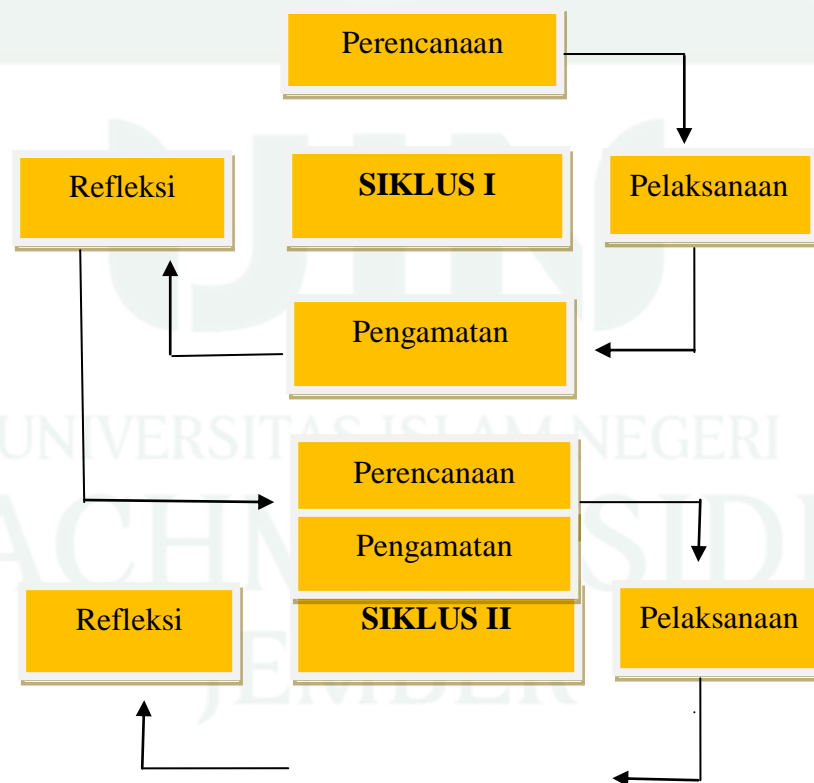 Perencanaan
Refleksi
SIKLUS I
Pelaksanaan
Pengamatan
UNIVERSITAS ISLAM NEGERI
Perencanaan
Pengamatan
Refleksi
SIKLUS II
Pelaksanaan
JEMBER